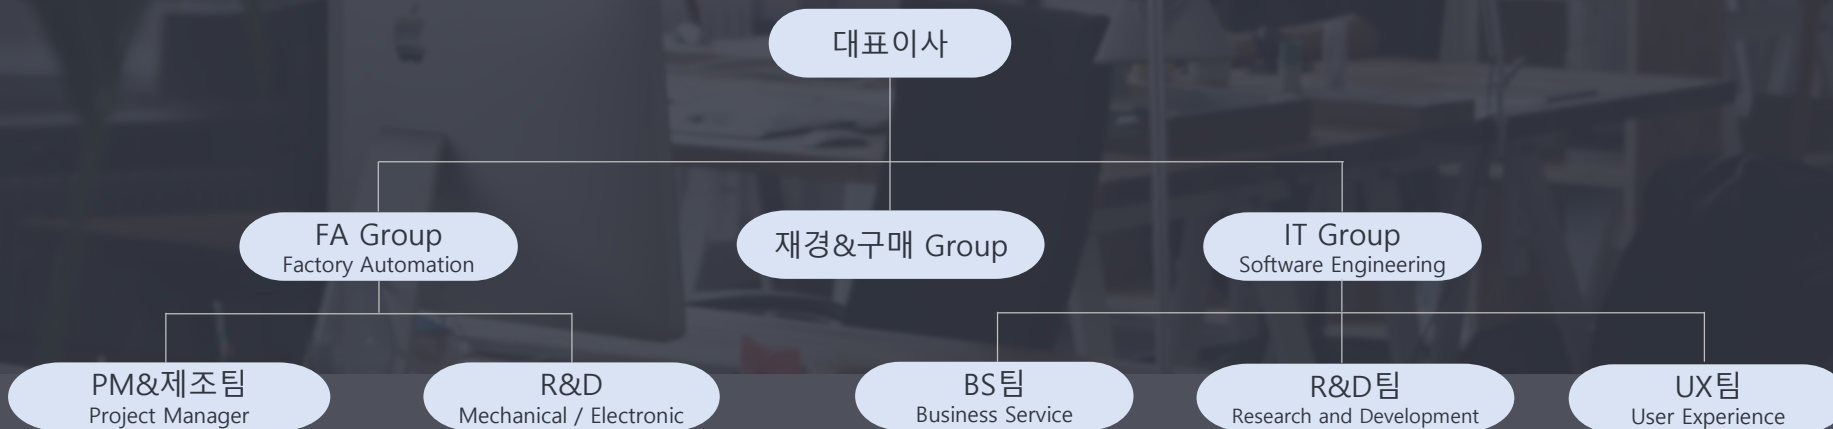 대표이사
FA Group
Factory Automation
재경&구매 Group
IT Group
Software Engineering
PM&제조팀
Project Manager
R&D
Mechanical / Electronic
BS팀
Business Service
R&D팀
Research and Development
UX팀
User Experience